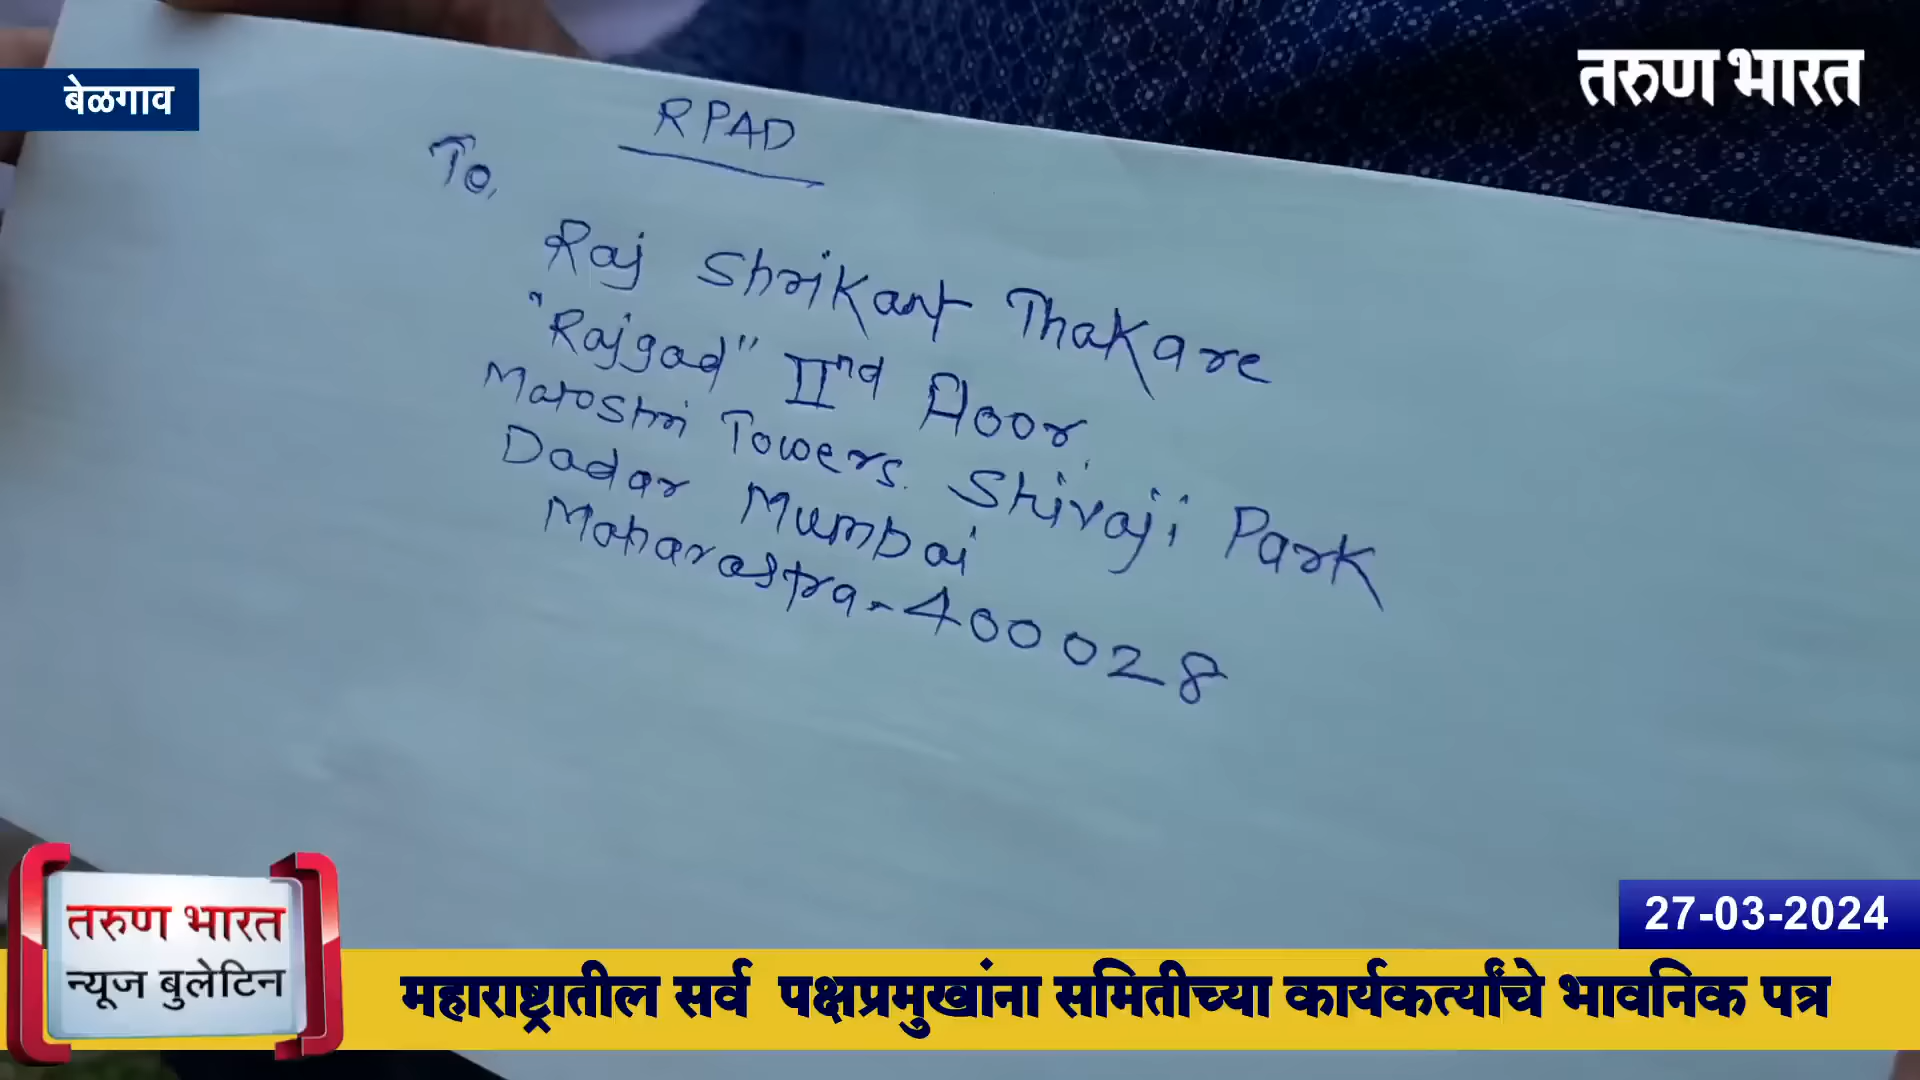 बेळगाव
तरुण भारत
RPAD
To,
Raj Shrikant Thakare
"Rajgad" IInd Floor
Matoshri Towers. Shivaji Park
Dadar Mumbai
Maharastra-400028
27-03-2024
तरुण भारत
न्यूज बुलेटिन
महाराष्ट्रातील सर्व पक्षप्रमुखांना समितीच्या कार्यकर्त्यांचे भावनिक पत्र